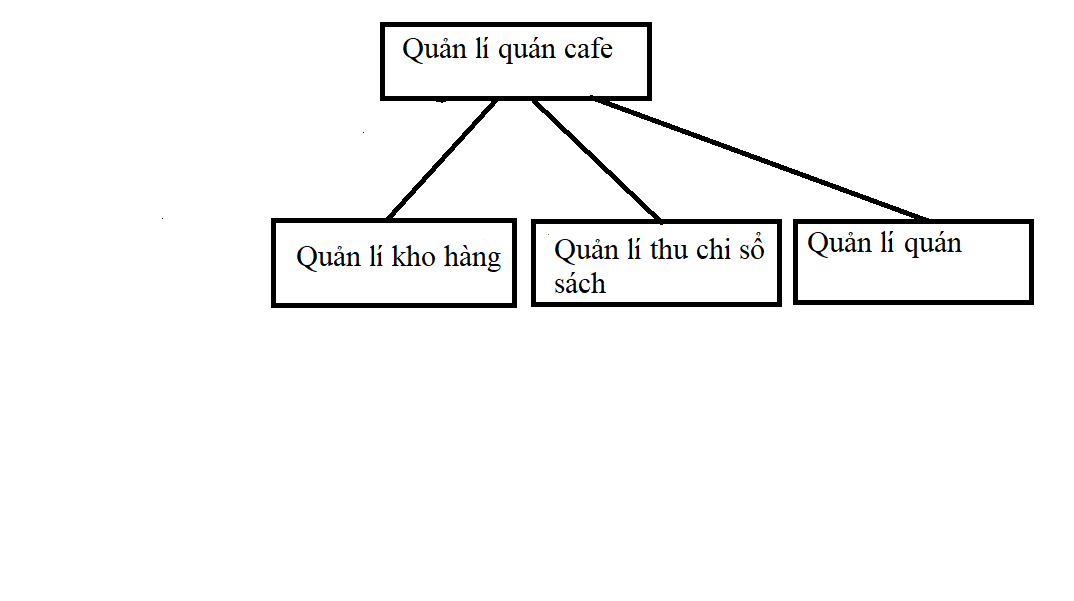 Quản lí quán cafe
Quản lí kho hàng
Quản lí thu chi sổ
sách
Quản lí quán